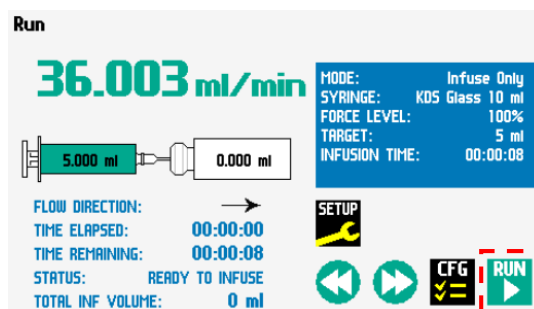 Run
36.003 ml/min
MODE: Infuse Only
SYRINGE: KDS Glass 10 ml
FORCE LEVEL: 100%
TARGET: 5 ml
INFUSION TIME: 00:00:08
5.000 ml
0.000 ml
FLOW DIRECTION:
TIME ELAPSED: 00:00:00
TIME REMAINING: 00:00:08
STATUS: READY TO INFUSE
TOTAL INF VOLUME: 0 ml
SETUP
CFG
RUN